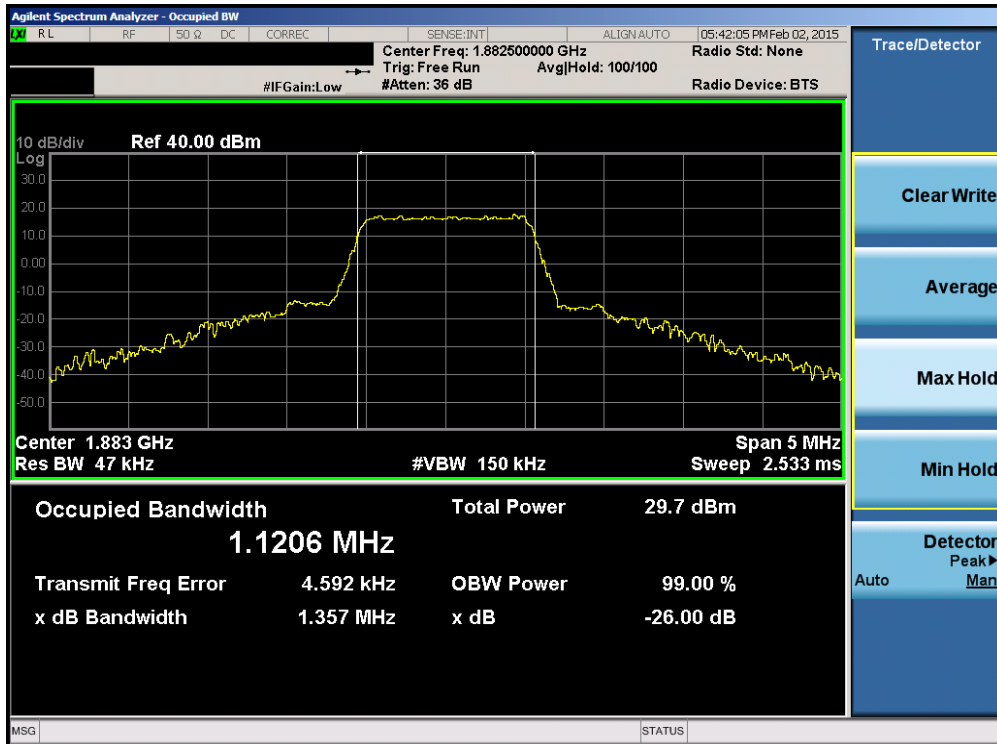 Agilent Spectrum Analyzer - Occupied BW
LXI RL RF 50 Ω DC CORREC SENSE:INT ALIGN AUTO 05:42:05 PM Feb 02, 2015
Center Freq: 1.882500000 GHz Radio Std: None
Trig: Free Run Avg|Hold: 100/100
#IFGain:Low #Atten: 36 dB Radio Device: BTS
10 dB/div Ref 40.00 dBm
Log
30.0
20.0
10.0
0.00
-10.0
-20.0
-30.0
-40.0
-50.0
Center 1.883 GHz Span 5 MHz
Res BW 47 kHz #VBW 150 kHz Sweep 2.533 ms
Occupied Bandwidth Total Power 29.7 dBm
1.1206 MHz
Transmit Freq Error 4.592 kHz OBW Power 99.00 %
x dB Bandwidth 1.357 MHz x dB -26.00 dB
MSG STATUS
Trace/Detector
Clear Write
Average
Max Hold
Min Hold
Detector
Peak▶
Auto Man